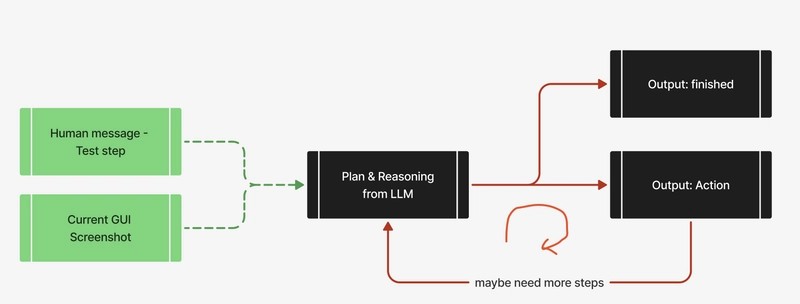 Human message -
Test step
Current GUI
Screenshot
Plan & Reasoning
from LLM
Output: finished
Output: Action
maybe need more steps